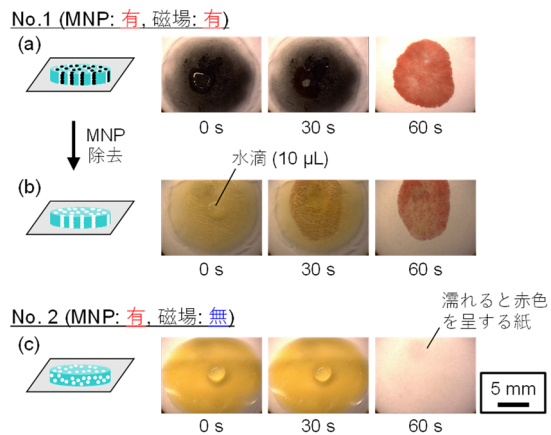 No.1 (MNP: 有, 磁場: 有)
(a)
0 s
30 s
60 s
MNP
除去
水滴 (10 µL)
(b)
0 s
30 s
60 s
No. 2 (MNP: 有, 磁場: 無)
濡れると赤色
を呈する紙
(c)
0 s
30 s
60 s
5 mm